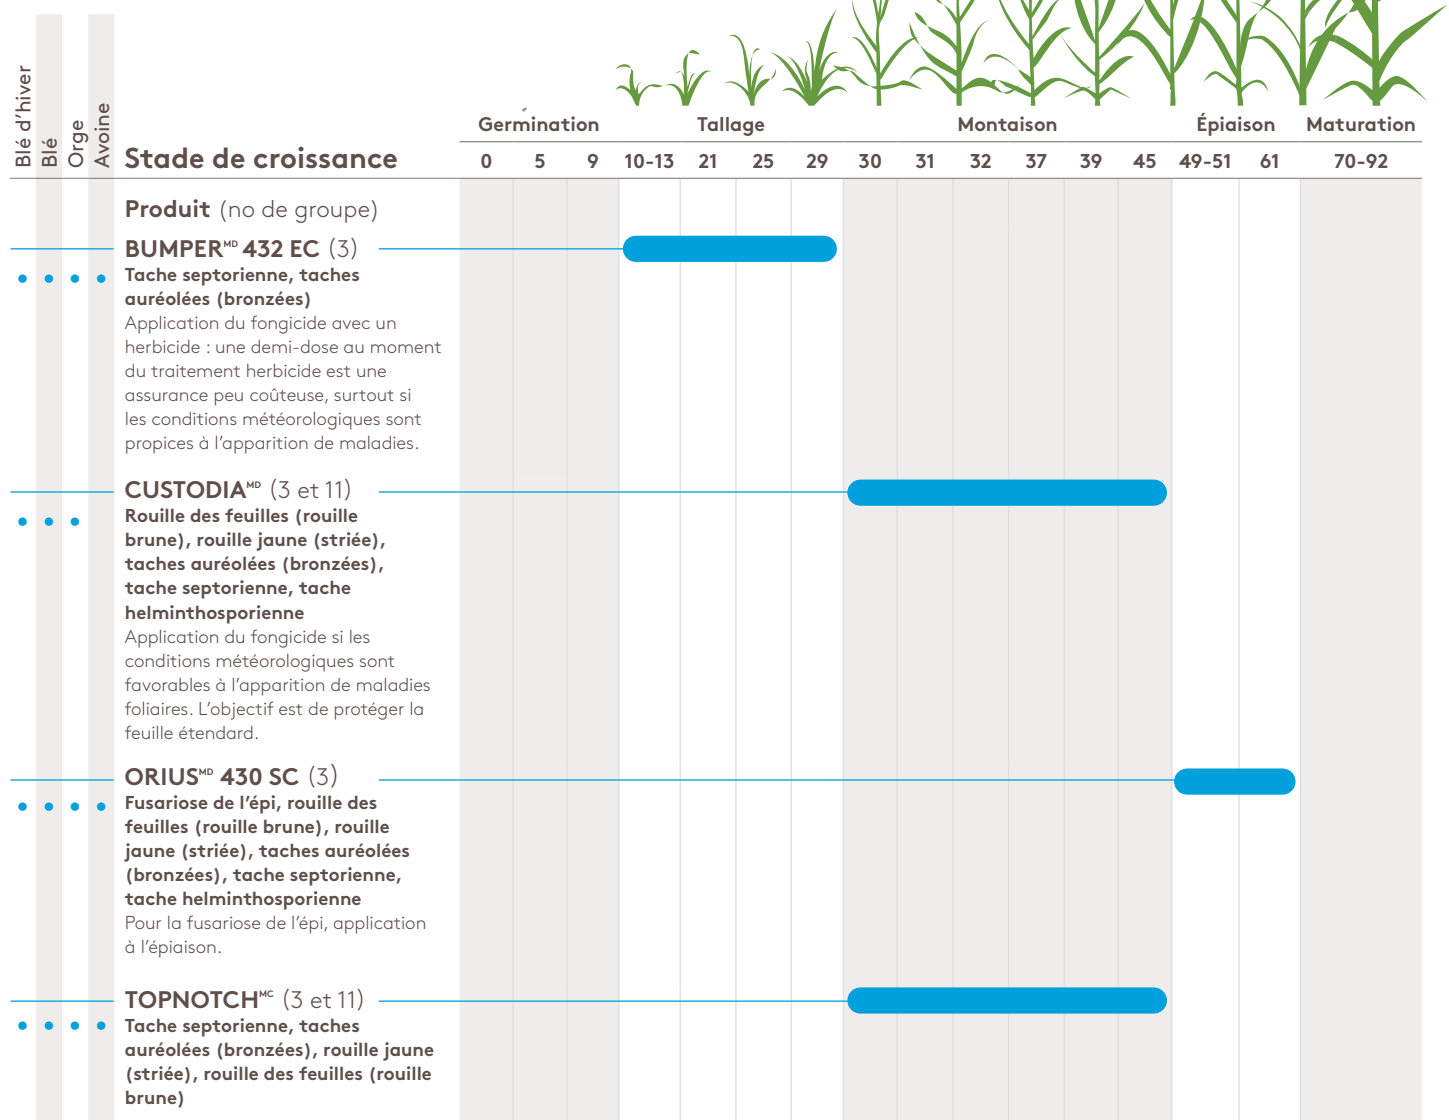 Blé d’hiver
Blé
Orge
Avoine
Germination Tallage Montaison Épiaison Maturation
Stade de croissance 0 5 9 10-13 21 25 29 30 31 32 37 39 45 49-51 61 70-92
Produit (no de groupe)
BUMPERᴹᴰ 432 EC (3)
Tache septorienne, taches
auréolées (bronzées)
Application du fongicide avec un
herbicide : une demi-dose au moment
du traitement herbicide est une
assurance peu coûteuse, surtout si
les conditions météorologiques sont
propices à l’apparition de maladies.
CUSTODIAᴹᴰ (3 et 11)
Rouille des feuilles (rouille
brune), rouille jaune (striée),
taches auréolées (bronzées),
tache septorienne, tache
helminthosporienne
Application du fongicide si les
conditions météorologiques sont
favorables à l’apparition de maladies
foliaires. L’objectif est de protéger la
feuille étendard.
ORIUSᴹᴰ 430 SC (3)
Fusariose de l’épi, rouille des
feuilles (rouille brune), rouille
jaune (striée), taches auréolées
(bronzées), tache septorienne,
tache helminthosporienne
Pour la fusariose de l’épi, application
à l’épiaison.
TOPNOTCHᴹᶜ (3 et 11)
Tache septorienne, taches
auréolées (bronzées), rouille jaune
(striée), rouille des feuilles (rouille
brune)